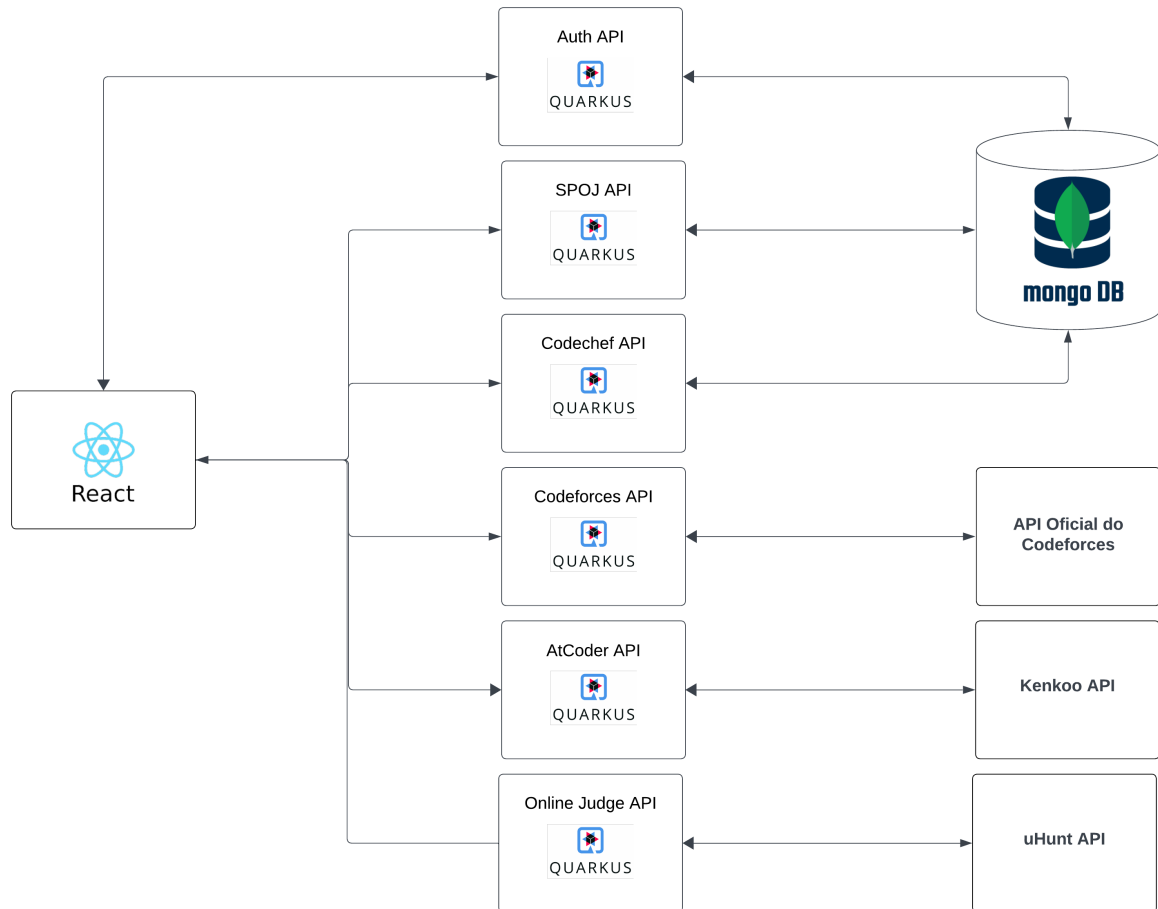 Auth API
QUARKUS
SPOJ API
QUARKUS
mongo DB
Codechef API
QUARKUS
React
Codeforces API
QUARKUS
API Oficial do
Codeforces
AtCoder API
QUARKUS
Kenkoo API
Online Judge API
QUARKUS
uHunt API